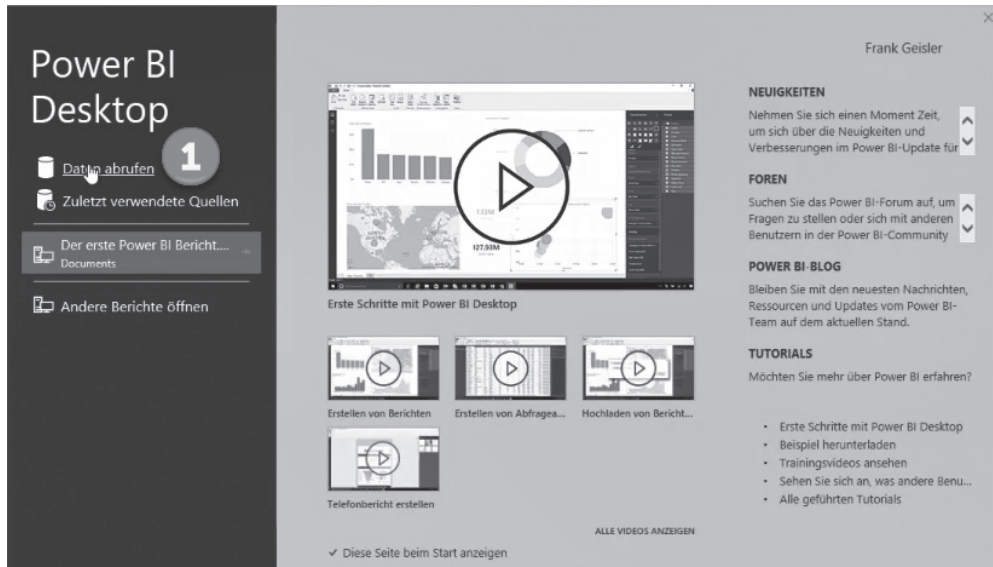 Power BI
Desktop
Daten abrufen
1
Zuletzt verwendete Quellen
Der erste Power BI Bericht....
Documents
Andere Berichte öffnen
127.93M
Erste Schritte mit Power BI Desktop
Erstellen von Berichten
Erstellen von Abfragea...
Hochladen von Bericht...
Telefonbericht erstellen
ALLE VIDEOS ANZEIGEN
Diese Seite beim Start anzeigen
Frank Geisler
NEUIGKEITEN
Nehmen Sie sich einen Moment Zeit,
um sich über die Neuigkeiten und
Verbesserungen im Power BI-Update für
FOREN
Suchen Sie das Power BI-Forum auf, um
Fragen zu stellen oder sich mit anderen
Benutzern in der Power BI-Community
POWER BI-BLOG
Bleiben Sie mit den neuesten Nachrichten,
Ressourcen und Updates vom Power BI-
Team auf dem aktuellen Stand.
TUTORIALS
Möchten Sie mehr über Power BI erfahren?
• Erste Schritte mit Power BI Desktop
• Beispiel herunterladen
• Trainingsvideos ansehen
• Sehen Sie sich an, was andere Benu...
• Alle geführten Tutorials